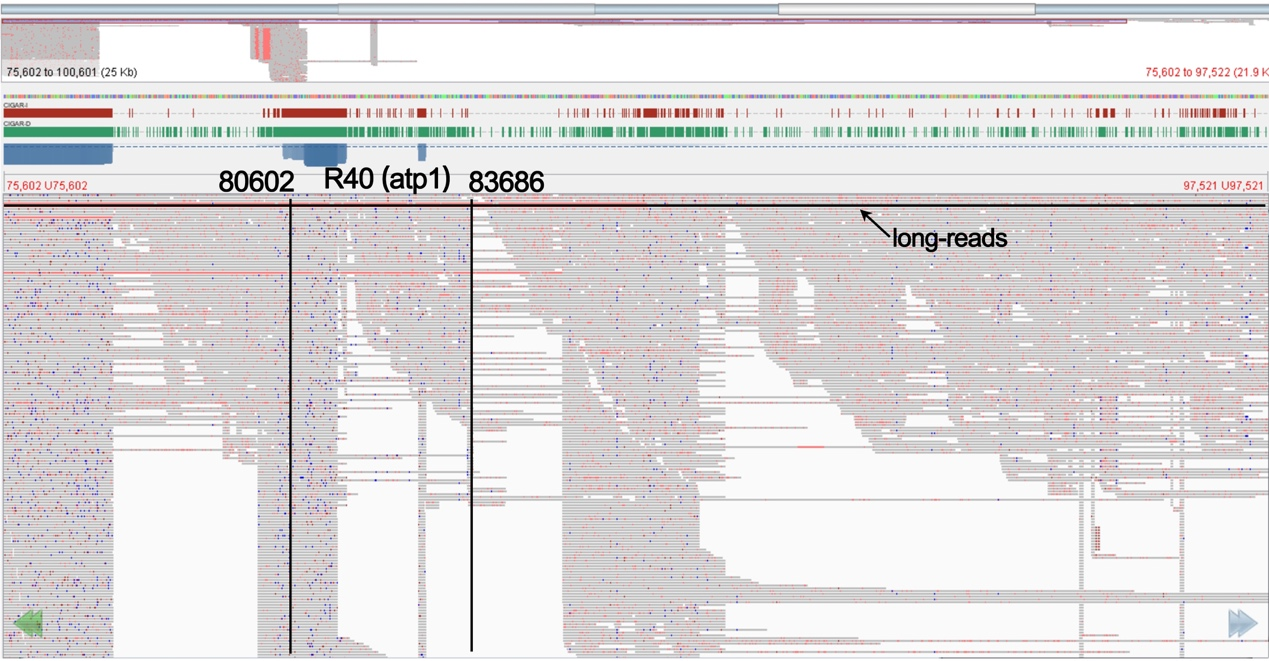 75,602 to 100,601 (25 Kb)
75,602 to 97,522 (21.9 K
CIGAR-I
CIGAR-D
80602 R40 (atp1) 83686
75,602 U75,602
97,521 U97,521
long-reads